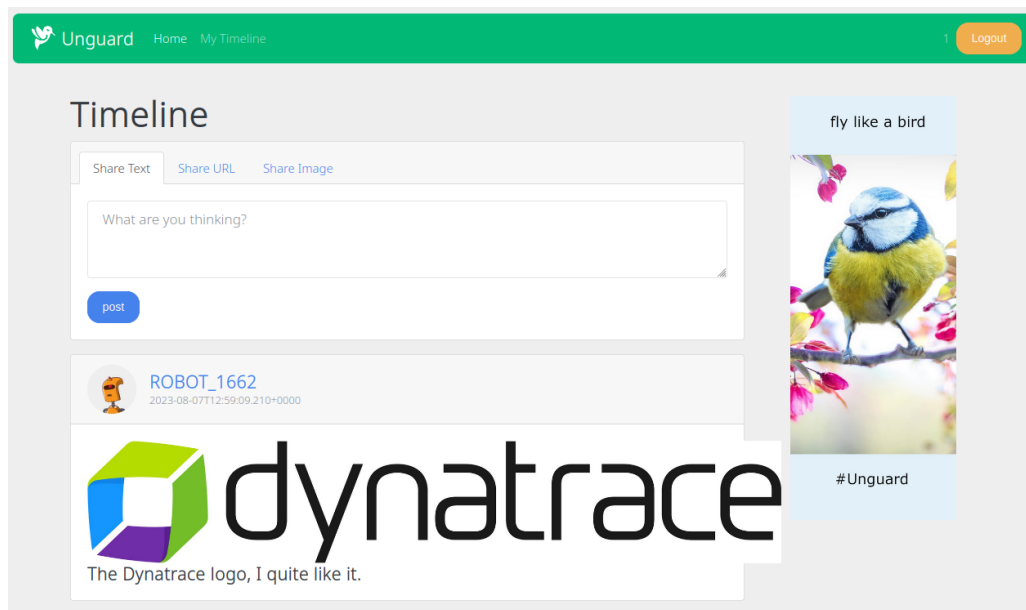 Unguard Home My Timeline 1 Logout
Timeline
Share Text Share URL Share Image
What are you thinking?
post
ROBOT_1662
2023-08-07T12:59:09.210+0000
dynatrace
The Dynatrace logo, I quite like it.
fly like a bird
#Unguard